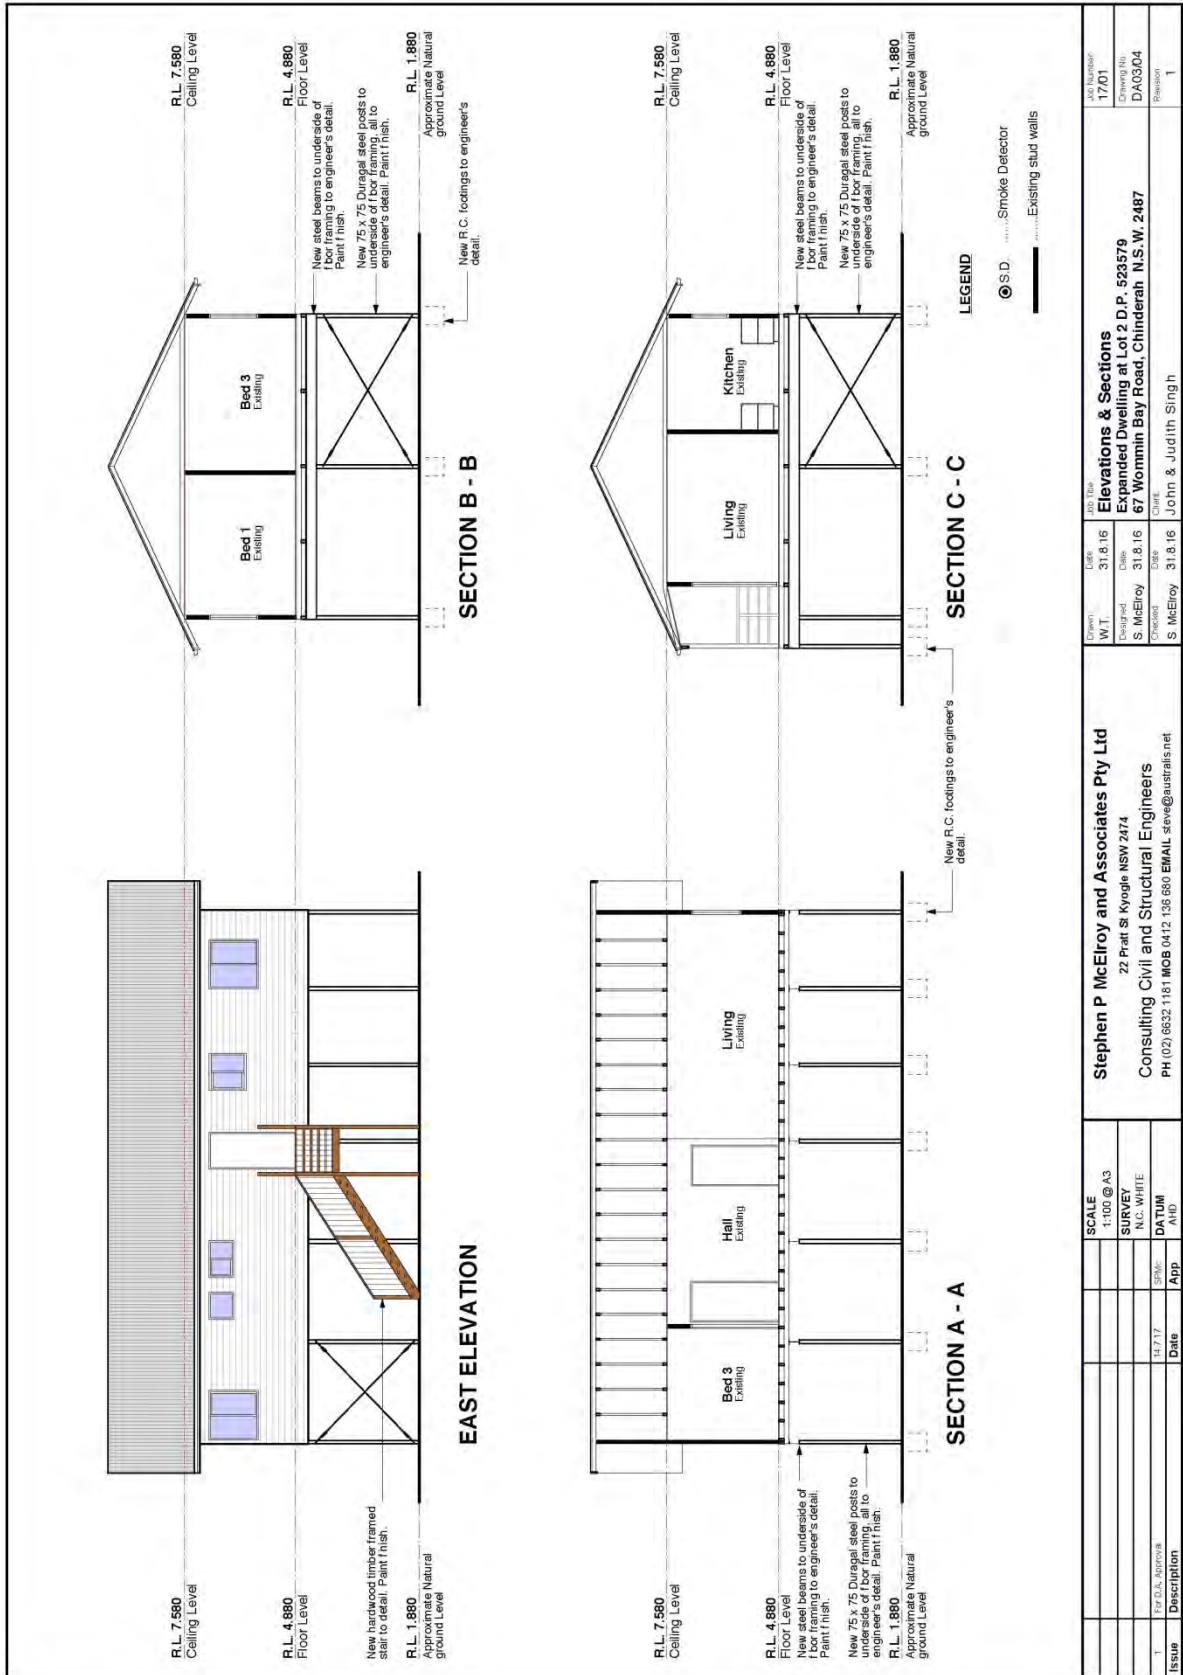 R.L. 7.580
Ceiling Level
R.L. 4.880
Floor Level
New hardwood timber framed
stair to detail. Paint f nish.
R.L. 1.880
Approximate Natural
ground Level
EAST ELEVATION
Bed 1
Existing
Bed 3
Existing
SECTION B - B
R.L. 7.580
Ceiling Level
R.L. 4.880
Floor Level
New steel beams to underside of
f bor framing to engineer's detail.
Paint f nish.
New 75 x 75 Duragal steel posts to
underside of f bor framing, all to
engineer's detail. Paint f nish.
R.L. 1.880
Approximate Natural
ground Level
New R.C. footings to engineer's
detail.
R.L. 7.580
Ceiling Level
R.L. 4.880
Floor Level
New steel beams to underside of
f bor framing to engineer's detail.
Paint f nish.
New 75 x 75 Duragal steel posts to
underside of f bor framing, all to
engineer's detail. Paint f nish.
R.L. 1.880
Approximate Natural
ground Level
Bed 3
Existing
Hall
Existing
Living
Existing
SECTION A - A
New R.C. footings to engineer's
detail.
Living
Existing
Kitchen
Existing
SECTION C - C
R.L. 7.580
Ceiling Level
R.L. 4.880
Floor Level
New steel beams to underside of
f bor framing to engineer's detail.
Paint f nish.
New 75 x 75 Duragal steel posts to
underside of f bor framing, all to
engineer's detail. Paint f nish.
R.L. 1.880
Approximate Natural
ground Level
LEGEND
S.D. ......Smoke Detector
......Existing stud walls
1 For D.A. Approval 14.7.17 SPMc
Issue Description Date App
SCALE
1:100 @ A3
SURVEY
N.C. WHITE
DATUM
AHD
Stephen P McElroy and Associates Pty Ltd
22 Pratt St Kyogle NSW 2474
Consulting Civil and Structural Engineers
PH (02) 6632 1181 MOB 0412 136 680 EMAIL steve@australis.net
Drawn
W.T.
Date
31.8.16
Designed
S. McElroy
Date
31.8.16
Checked
S. McElroy
Date
31.8.16
Job Title
Elevations & Sections
Expanded Dwelling at Lot 2 D.P. 523579
67 Wommin Bay Road, Chinderah N.S.W. 2487
Client
John & Judith Singh
Job Number
17/01
Drawing No
DA03/04
Revision
1